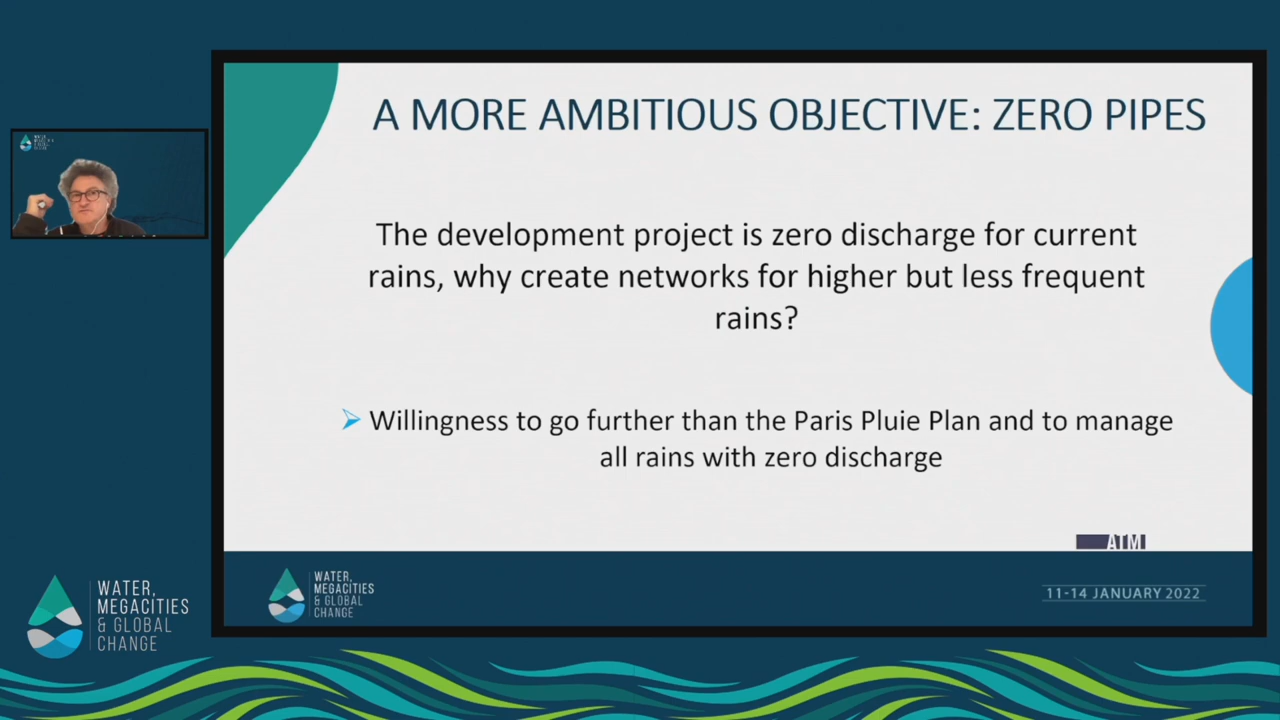 A MORE AMBITIOUS OBJECTIVE: ZERO PIPES
The development project is zero discharge for current
rains, why create networks for higher but less frequent
rains?
Willingness to go further than the Paris Pluie Plan and to manage
all rains with zero discharge
ATM
WATER,
MEGACITIES
& GLOBAL
CHANGE
11-14 JANUARY 2022
WATER,
MEGACITIES
& GLOBAL
CHANGE